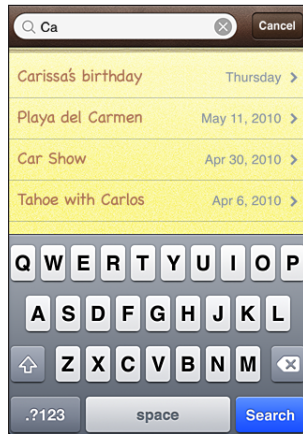 Ca Cancel
Carissa's birthday Thursday
Playa del Carmen May 11, 2010
Car Show Apr 30, 2010
Tahoe with Carlos Apr 6, 2010
Q W E R T Y U I O P
A S D F G H J K L
Z X C V B N M
.?123 space Search